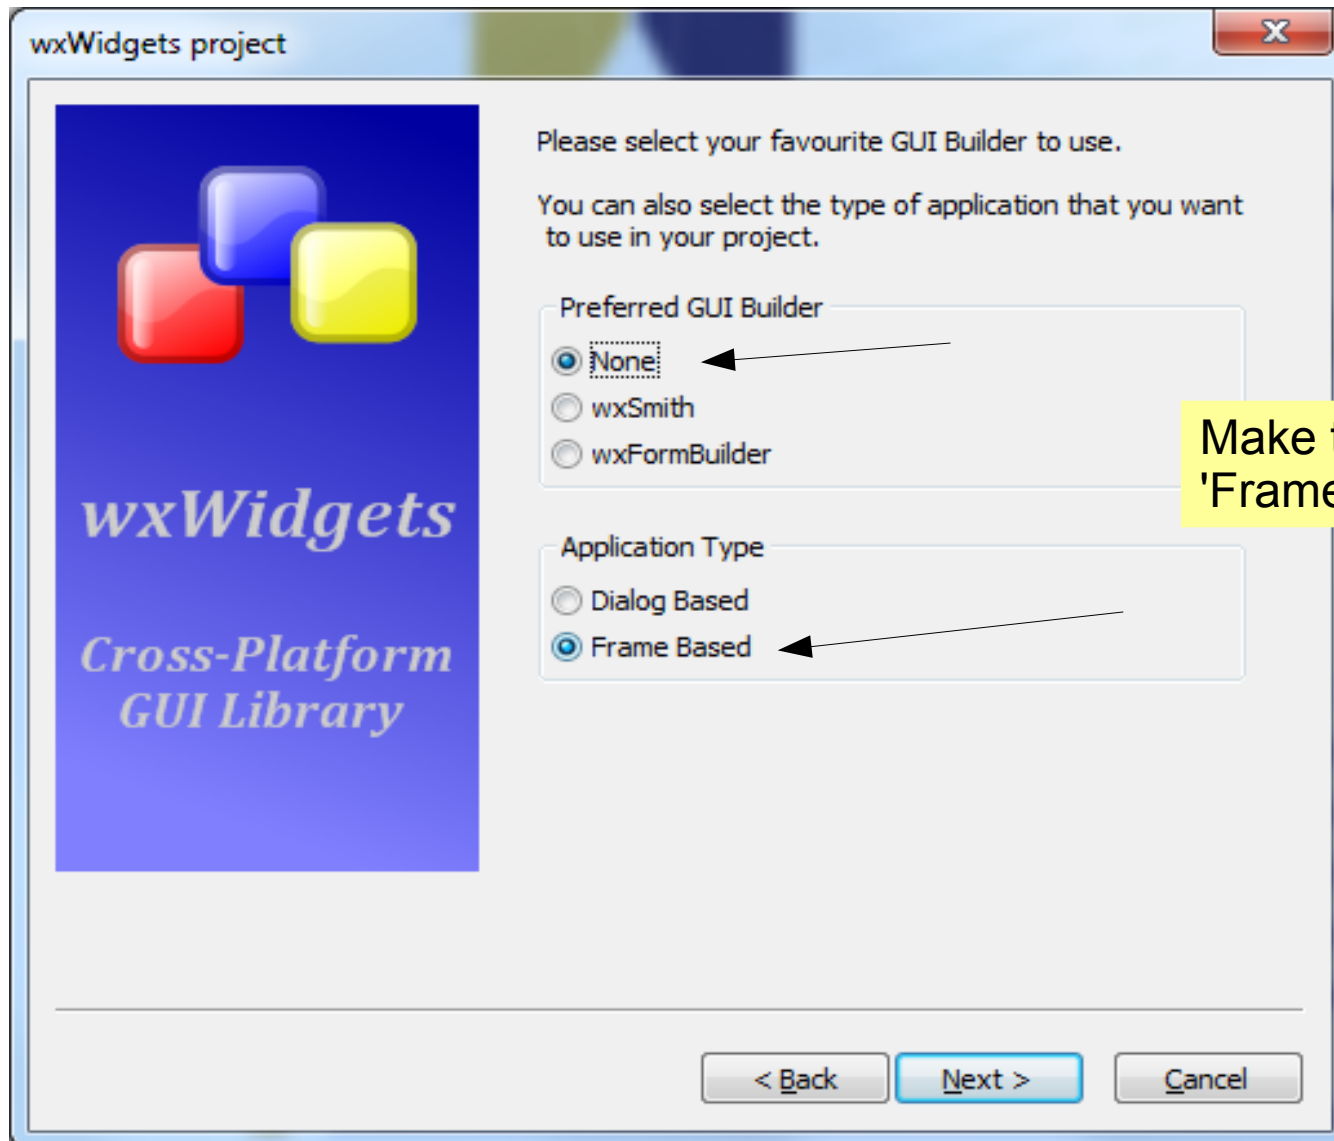 wxWidgets project
Please select your favourite GUI Builder to use.
You can also select the type of application that you want
to use in your project.
Preferred GUI Builder
None
wxSmith
wxFormBuilder
Make
'Frame
Application Type
Dialog Based
Frame Based
wxWidgets
Cross-Platform
GUI Library
< Back
Next >
Cancel